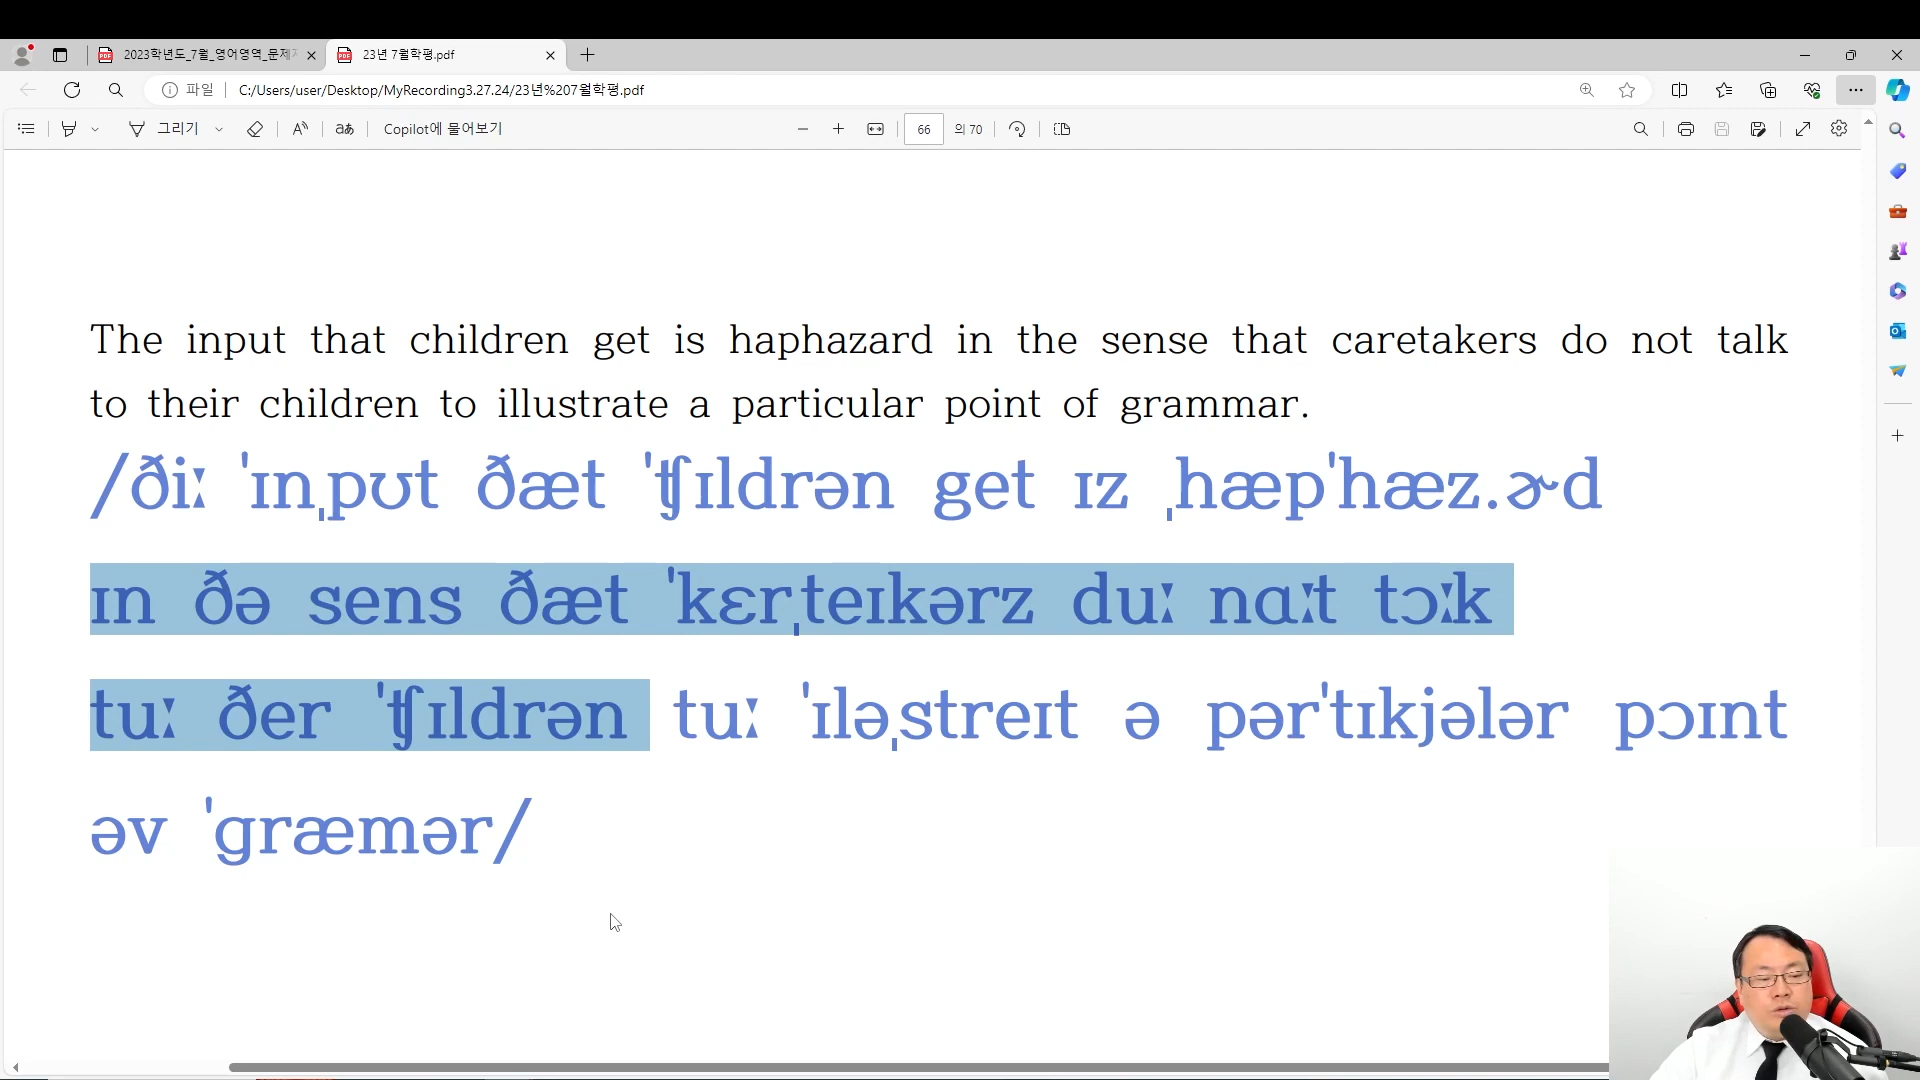 2023학년도_7월_영어영역_문제
23년 7월학평.pdf
파일 C:/Users/user/Desktop/MyRecording3.27.24/23년%207월학평.pdf
그리기 Copilot에 물어보기 66 의 70
The input that children get is haphazard in the sense that caretakers do not talk
to their children to illustrate a particular point of grammar.
/ðiː ˈɪnˌpʊt ðæt ˈʧɪldrən get ɪz ˌhæpˈhæz.ɚd
ɪn ðə sens ðæt ˈkɛrˌteɪkərz duː nɑːt tɔːk
tuː ðer ˈʧɪldrən tuː ˈɪləˌstreɪt ə pərˈtɪkjələr pɔɪnt
əv ˈɡræmər/